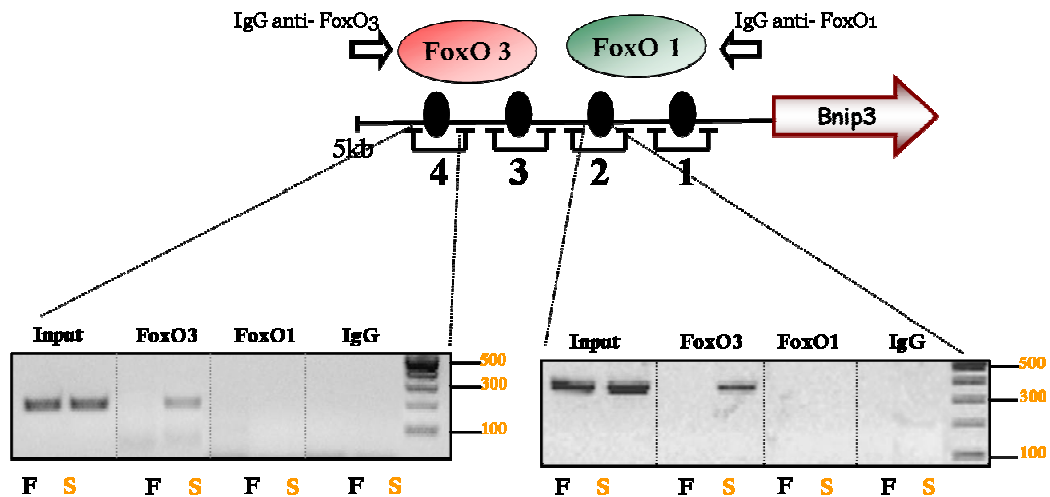 IgG anti- FoxO3
IgG anti- FoxO1
FoxO 3
FoxO 1
Bnip3
5kb
4 3 2 1
Input FoxO3 FoxO1 IgG
500
300
100
F S F S F S F S
Input FoxO3 FoxO1 IgG
500
300
100
F S F S F S F S